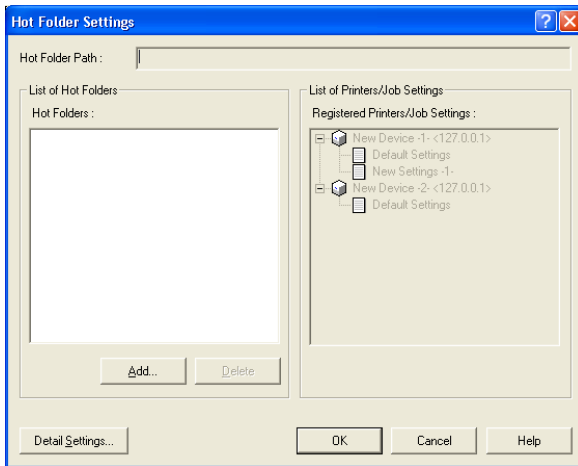 Hot Folder Settings
Hot Folder Path :
List of Hot Folders
Hot Folders :
Add...
Delete
List of Printers/Job Settings
Registered Printers/Job Settings :
New Device -1- <127.0.0.1>
Default Settings
New Settings -1-
New Device -2- <127.0.0.1>
Default Settings
Detail Settings...
OK
Cancel
Help